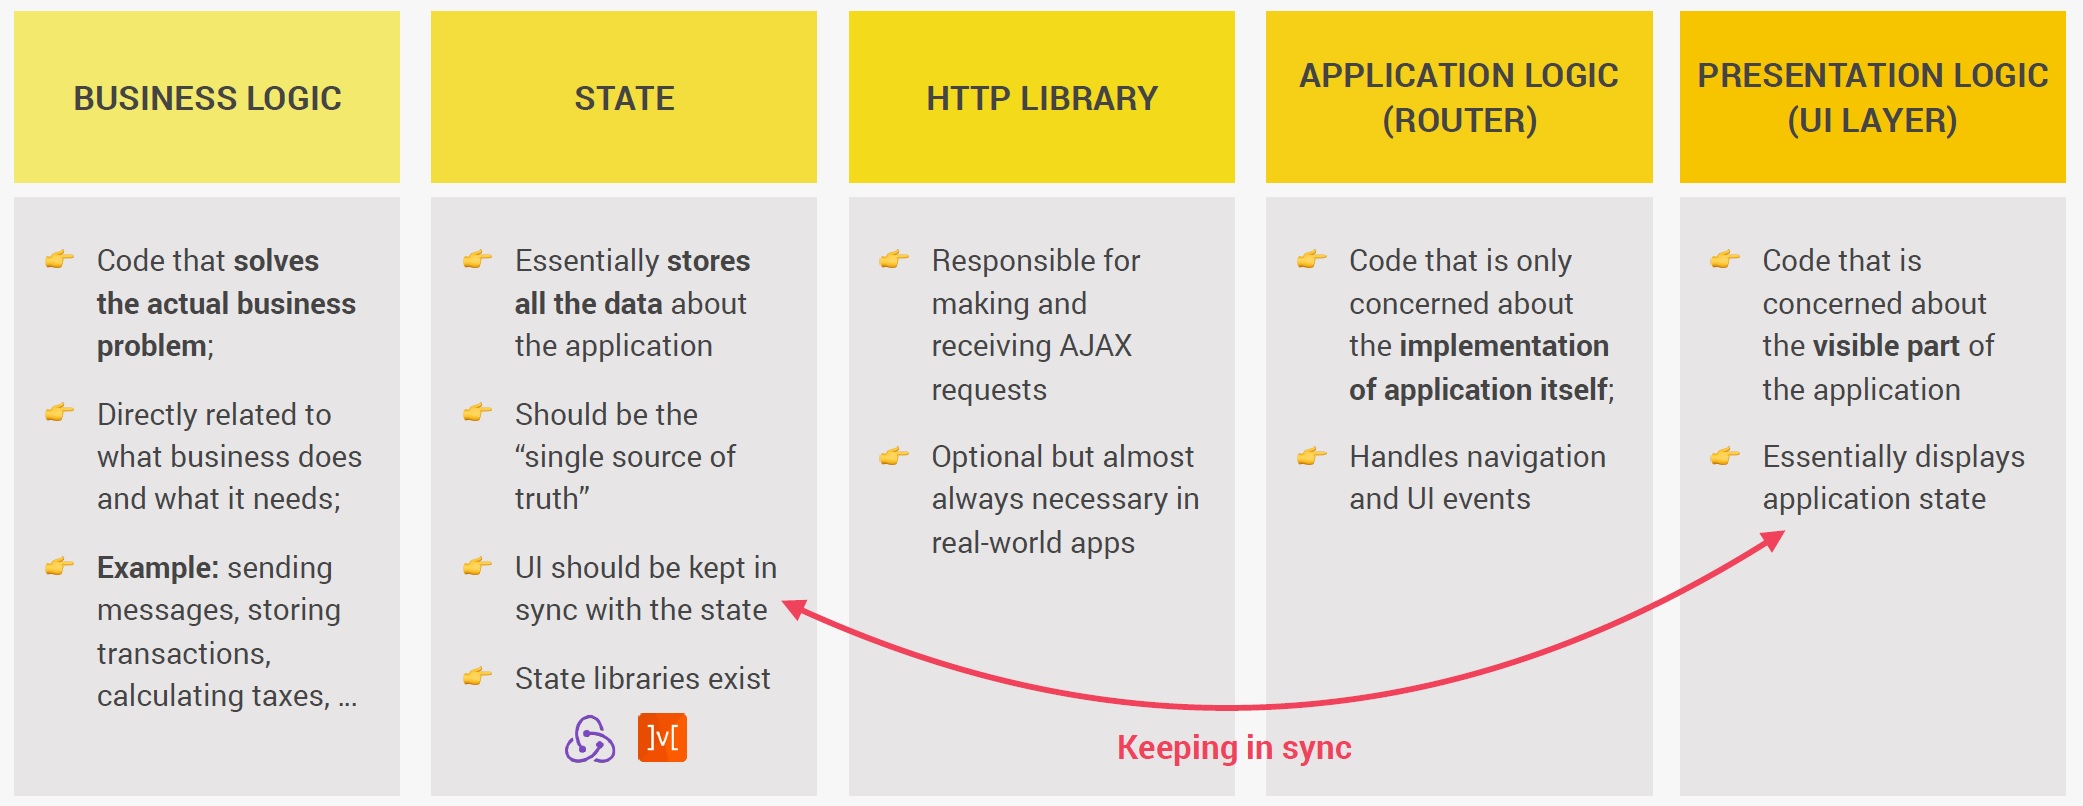 BUSINESS LOGIC
Code that solves
the actual business
problem;
Directly related to
what business does
and what it needs;
Example: sending
messages, storing
transactions,
calculating taxes, ...
STATE
Essentially stores
all the data about
the application
Should be the
“single source of
truth”
UI should be kept in
sync with the state
State libraries exist
]v[
HTTP LIBRARY
Responsible for
making and
receiving AJAX
requests
Optional but almost
always necessary in
real-world apps
APPLICATION LOGIC
(ROUTER)
Code that is only
concerned about
the implementation
of application itself;
Handles navigation
and UI events
PRESENTATION LOGIC
(UI LAYER)
Code that is
concerned about
the visible part of
the application
Essentially displays
application state
Keeping in sync